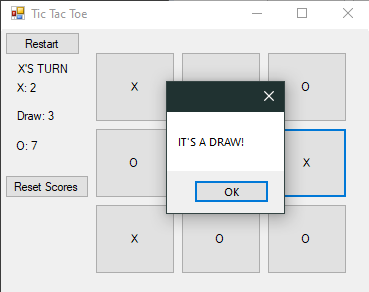 Tic Tac Toe
Restart
X'S TURN
X: 2
Draw: 3
O: 7
Reset Scores
X O
IT'S A DRAW!
OK
O X
X O O